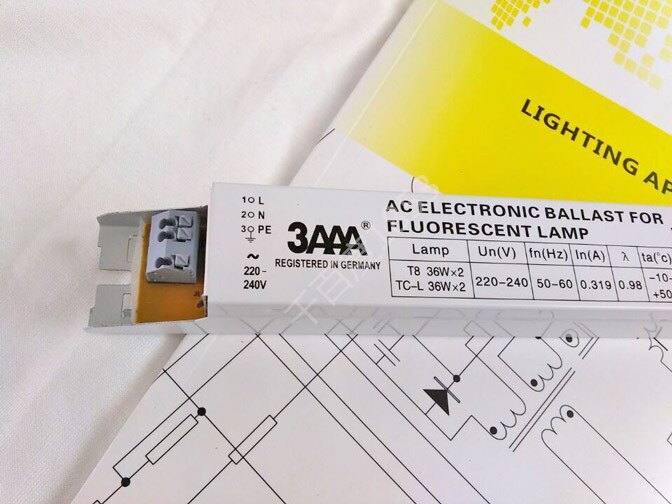 LIGHTING AP
1 L
2 N
3 PE
~
220-
240V
3AAA®
REGISTERED IN GERMANY
AC ELECTRONIC BALLAST FOR
FLUORESCENT LAMP
Lamp Un(V) fn(Hz) In(A) λ ta(°c
T8 36W×2
TC-L 36W×2
220-240 50-60 0.319 0.98 -10-
+50